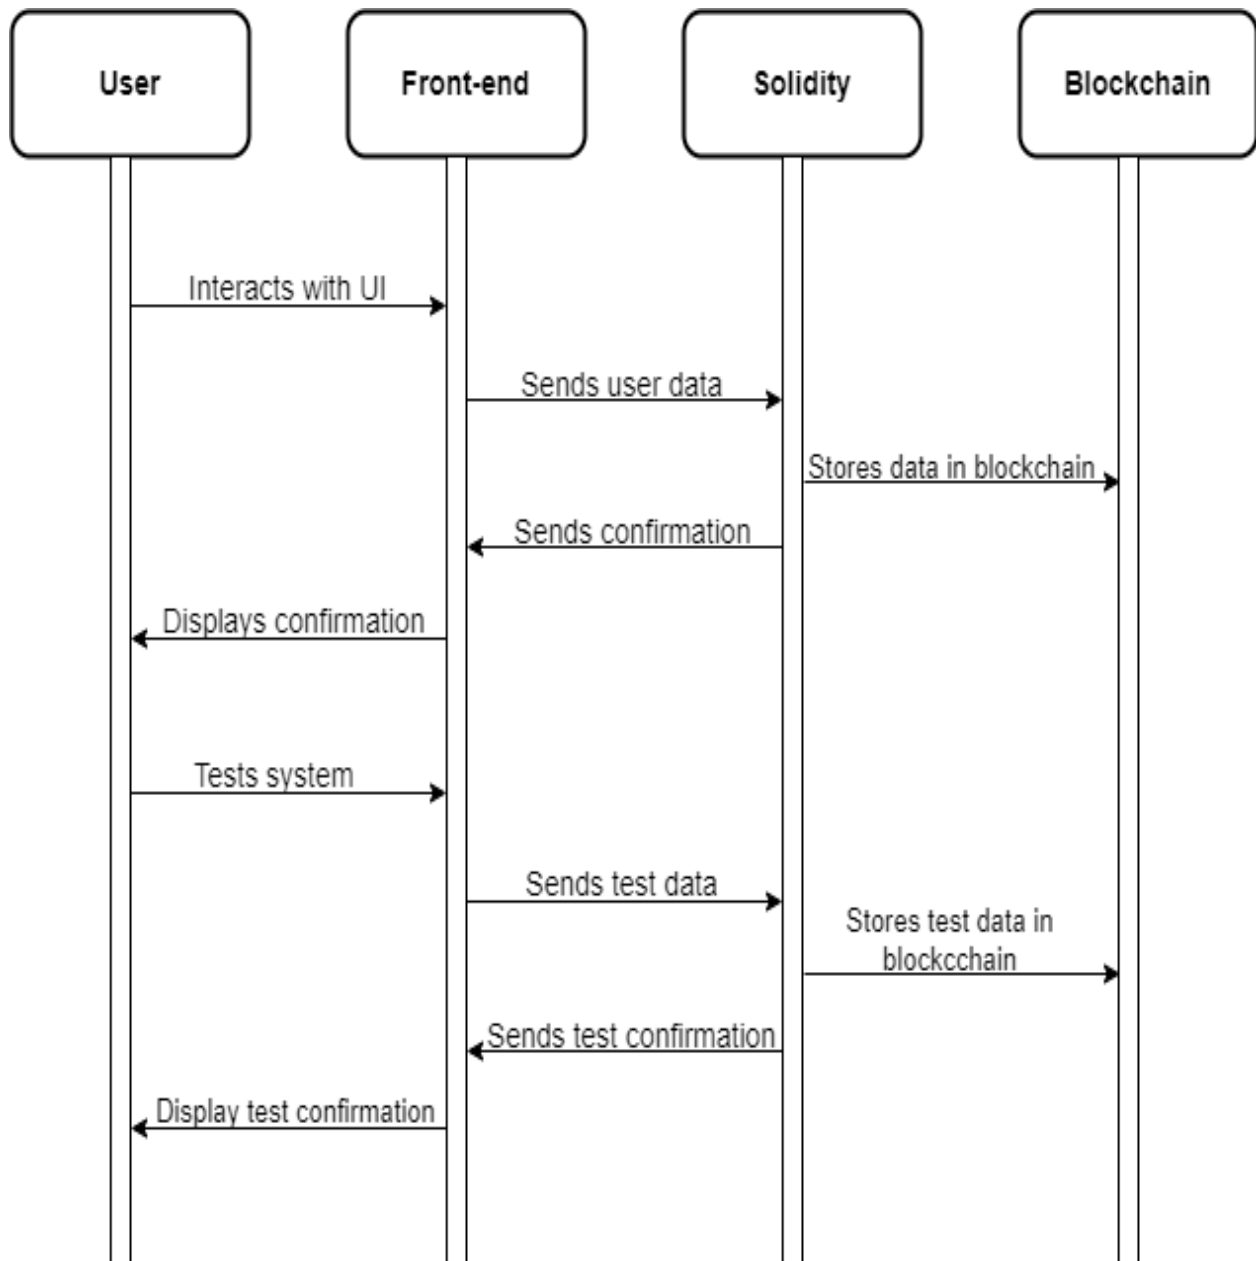 User
Front-end
Solidity
Blockchain
Interacts with UI
Sends user data
Stores data in blockchain
Sends confirmation
Displays confirmation
Tests system
Sends test data
Stores test data in
blockcchain
Sends test confirmation
Display test confirmation